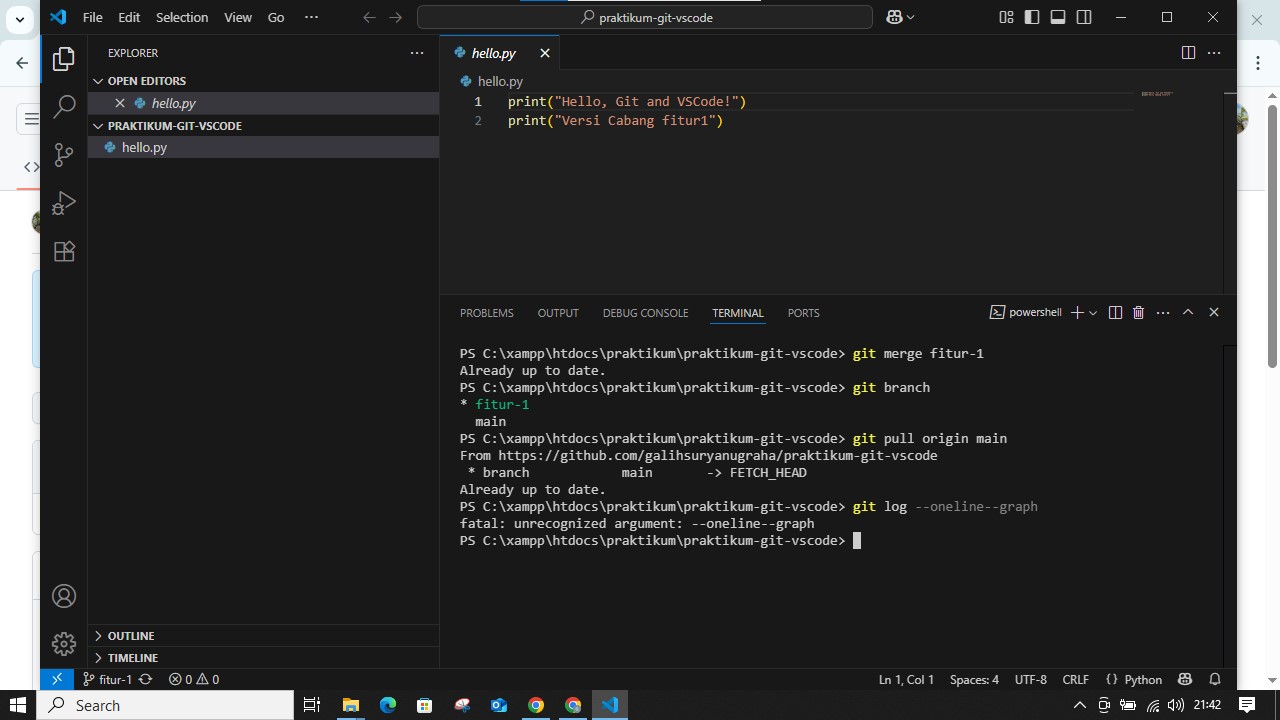 File Edit Selection View Go ··· praktikum-git-vscode
EXPLORER ···
OPEN EDITORS
hello.py
PRAKTIKUM-GIT-VSCODE
hello.py
OUTLINE
TIMELINE
hello.py
hello.py
1 print("Hello, Git and VSCode!")
2 print("Versi Cabang fitur1")
PROBLEMS OUTPUT DEBUG CONSOLE TERMINAL PORTS powershell
PS C:\xampp\htdocs\praktikum\praktikum-git-vscode> git merge fitur-1
Already up to date.
PS C:\xampp\htdocs\praktikum\praktikum-git-vscode> git branch
* fitur-1
  main
PS C:\xampp\htdocs\praktikum\praktikum-git-vscode> git pull origin main
From https://github.com/galihsuryanugraha/praktikum-git-vscode
 * branch            main       -> FETCH_HEAD
Already up to date.
PS C:\xampp\htdocs\praktikum\praktikum-git-vscode> git log --oneline--graph
fatal: unrecognized argument: --oneline--graph
PS C:\xampp\htdocs\praktikum\praktikum-git-vscode>
fitur-1 0 0 Ln 1, Col 1 Spaces: 4 UTF-8 CRLF {} Python
Search 21:42